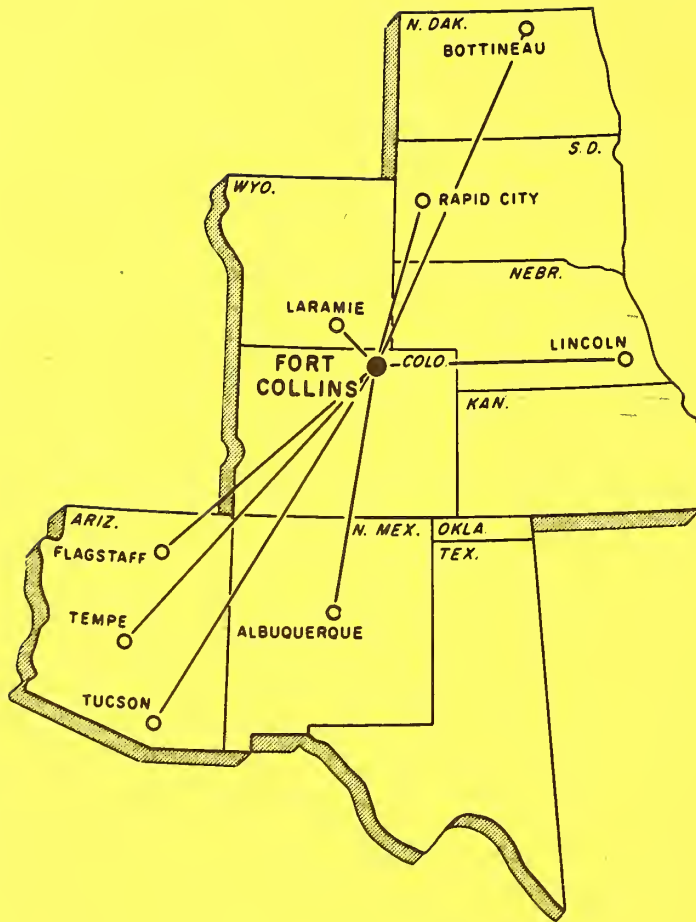 N. DAK.
BOTTINEAU
S. D.
WYO.
RAPID CITY
NEBR.
LARAMIE
LINCOLN
FORT
COLLINS
COLO.
KAN.
ARIZ.
N. MEX.
OKLA.
TEX.
FLAGSTAFF
TEMPE
ALBUQUERQUE
TUCSON